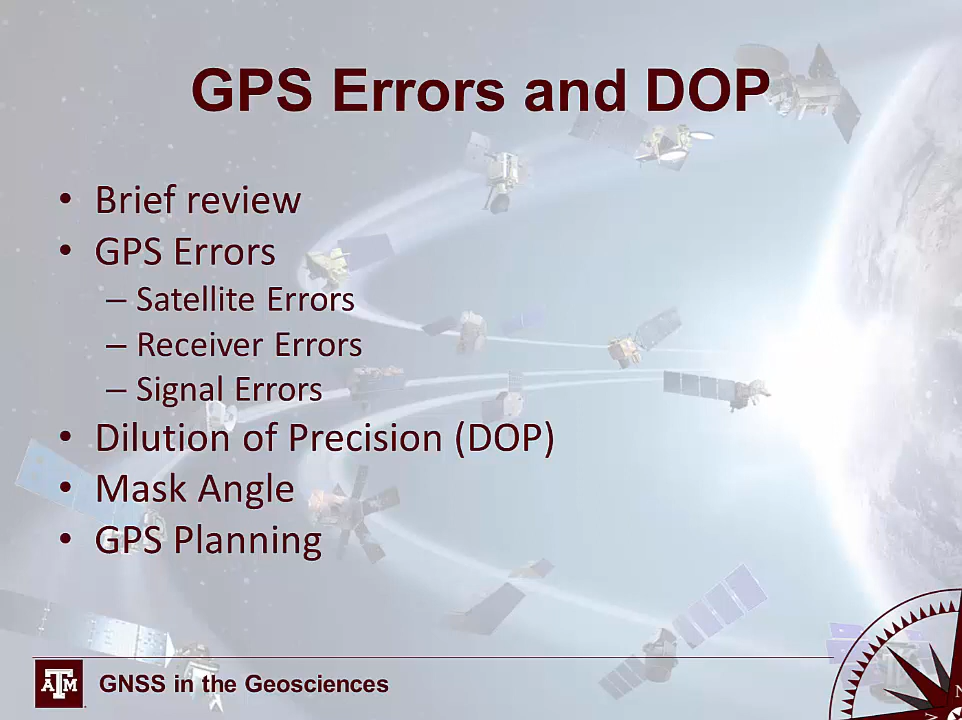 GPS Errors and DOP
• Brief review
• GPS Errors
– Satellite Errors
– Receiver Errors
– Signal Errors
• Dilution of Precision (DOP)
• Mask Angle
• GPS Planning
ATM GNSS in the Geosciences
N